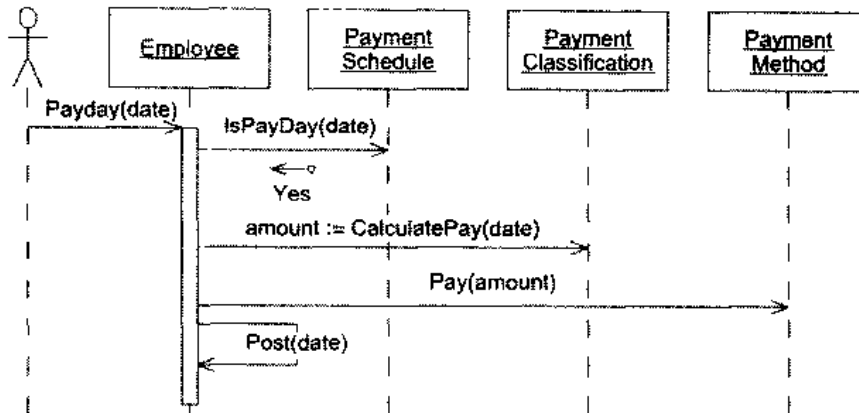 Employee
Payment
Schedule
Payment
Classification
Payment
Method
Payday(date)
IsPayDay(date)
Yes
amount := CalculatePay(date)
Pay(amount)
Post(date)